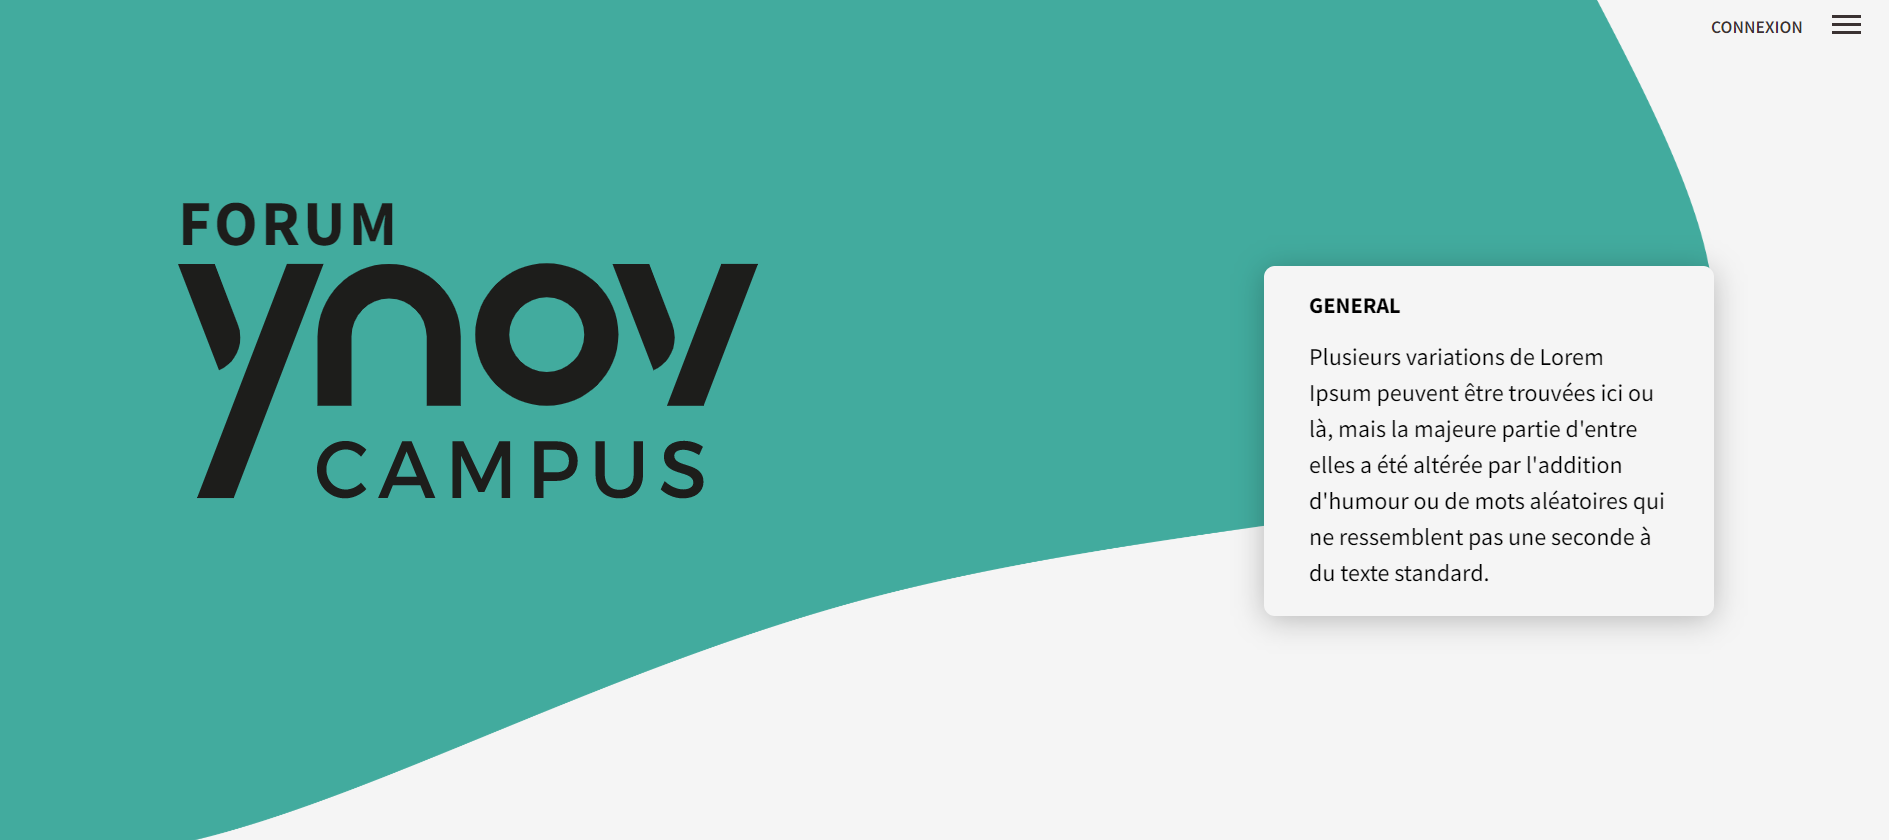 CONNEXION
FORUM
ynov
CAMPUS
GENERAL
Plusieurs variations de Lorem
Ipsum peuvent être trouvées ici ou
là, mais la majeure partie d'entre
elles a été altérée par l'addition
d'humour ou de mots aléatoires qui
ne ressemblent pas une seconde à
du texte standard.